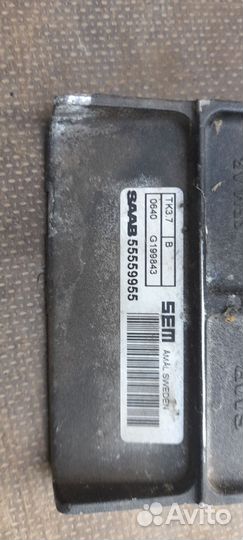 TK3.7 B
0640 G199843
SAAB 55559955
SEM ÅMÅL SWEDEN
Avito